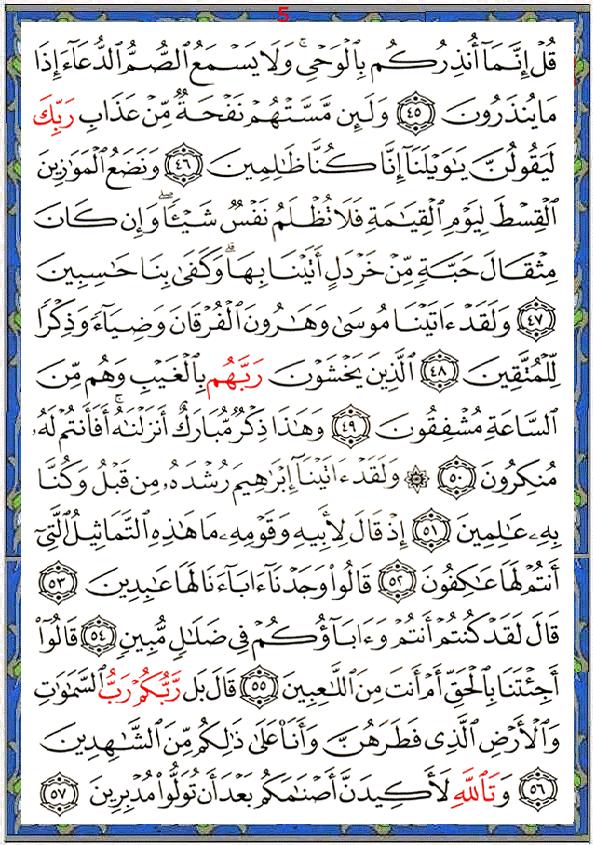 5
قُلْ إِنَّمَآ أُنذِرُكُم بِٱلْوَحْىِ ۚ وَلَا يَسْمَعُ ٱلصُّمُّ ٱلدُّعَآءَ إِذَا
مَا يُنذَرُونَ ٤٥ وَلَئِن مَّسَّتْهُمْ نَفْحَةٌ مِّنْ عَذَابِ رَبِّكَ
لَيَقُولُنَّ يَـٰوَيْلَنَآ إِنَّا كُنَّا ظَـٰلِمِينَ ٤٦ وَنَضَعُ ٱلْمَوَٰزِينَ
ٱلْقِسْطَ لِيَوْمِ ٱلْقِيَـٰمَةِ فَلَا تُظْلَمُ نَفْسٌ شَيْـًٔا ۖ وَإِن كَانَ
مِثْقَالَ حَبَّةٍ مِّنْ خَرْدَلٍ أَتَيْنَا بِهَا ۗ وَكَفَىٰ بِنَا حَـٰسِبِينَ
٤٧ وَلَقَدْ ءَاتَيْنَا مُوسَىٰ وَهَـٰرُونَ ٱلْفُرْقَانَ وَضِيَآءً وَذِكْرًا
لِّلْمُتَّقِينَ ٤٨ ٱلَّذِينَ يَخْشَوْنَ رَبَّهُم بِٱلْغَيْبِ وَهُم مِّنَ
ٱلسَّاعَةِ مُشْفِقُونَ ٤٩ وَهَـٰذَا ذِكْرٌ مُّبَارَكٌ أَنزَلْنَـٰهُ ۚ أَفَأَنتُمْ لَهُۥ
مُنكِرُونَ ٥٠ ۞ وَلَقَدْ ءَاتَيْنَآ إِبْرَٰهِيمَ رُشْدَهُۥ مِن قَبْلُ وَكُنَّا
بِهِۦ عَـٰلِمِينَ ٥١ إِذْ قَالَ لِأَبِيهِ وَقَوْمِهِۦ مَا هَـٰذِهِ ٱلتَّمَاثِيلُ ٱلَّتِىٓ
أَنتُمْ لَهَا عَـٰكِفُونَ ٥٢ قَالُوا۟ وَجَدْنَآ ءَابَآءَنَا لَهَا عَـٰبِدِينَ ٥٣
قَالَ لَقَدْ كُنتُمْ أَنتُمْ وَءَابَآؤُكُمْ فِى ضَلَـٰلٍ مُّبِينٍ ٥٤ قَالُوٓا۟
أَجِئْتَنَا بِٱلْحَقِّ أَمْ أَنتَ مِنَ ٱللَّـٰعِبِينَ ٥٥ قَالَ بَل رَّبُّكُمْ رَبُّ ٱلسَّمَـٰوَٰتِ
وَٱلْأَرْضِ ٱلَّذِى فَطَرَهُنَّ وَأَنَا۠ عَلَىٰ ذَٰلِكُم مِّنَ ٱلشَّـٰهِدِينَ
٥٦ وَتَٱللَّهِ لَأَكِيدَنَّ أَصْنَـٰمَكُم بَعْدَ أَن تُوَلُّوا۟ مُدْبِرِينَ ٥٧